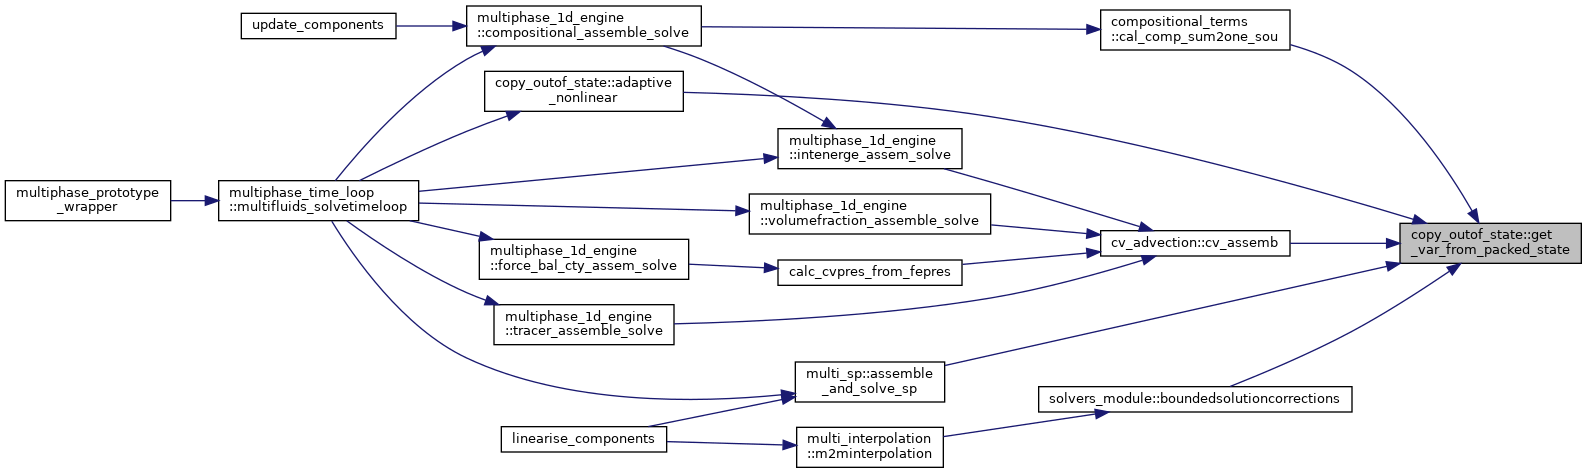 update_components
multiphase_1d_engine
::compositional_assemble_solve
compositional_terms
::cal_comp_sum2one_sou
copy_outof_state::adaptive
_nonlinear
multiphase_1d_engine
::intenerge_assem_solve
multiphase_prototype
_wrapper
multiphase_time_loop
::multifluids_solvetimeloop
multiphase_1d_engine
::volumefraction_assemble_solve
copy_outof_state::get
_var_from_packed_state
cv_advection::cv_assemb
multiphase_1d_engine
::force_bal_cty_assem_solve
calc_cvpres_from_fepres
multiphase_1d_engine
::tracer_assemble_solve
multi_sp::assemble
_and_solve_sp
solvers_module::boundedsolutioncorrections
linearise_components
multi_interpolation
::m2minterpolation